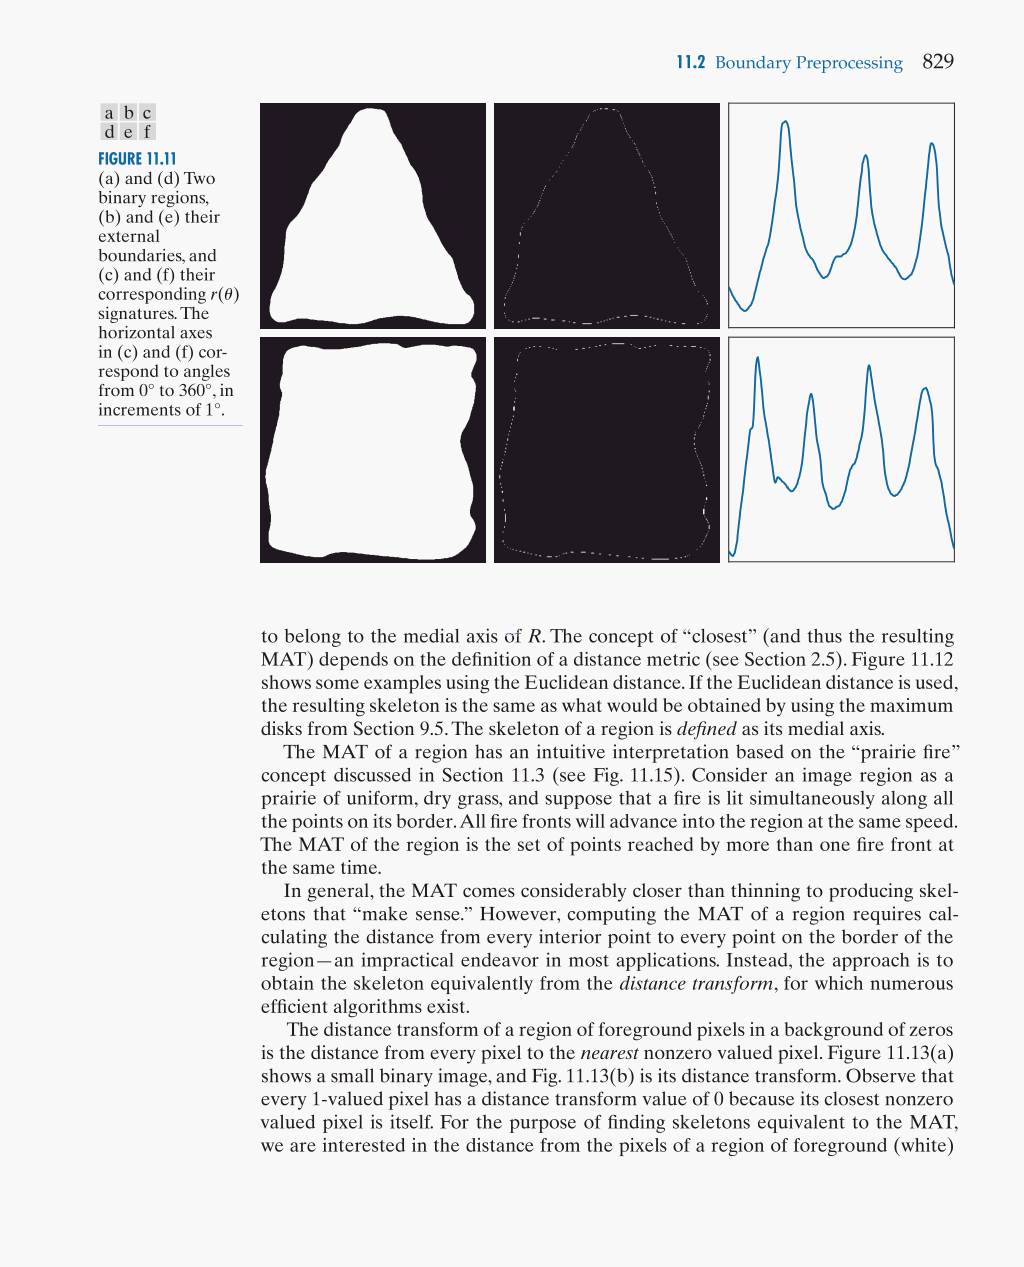 11.2 Boundary Preprocessing 829
a b c
d e f
FIGURE 11.11
(a) and (d) Two
binary regions,
(b) and (e) their
external
boundaries, and
(c) and (f) their
corresponding r(θ)
signatures. The
horizontal axes
in (c) and (f) cor-
respond to angles
from 0° to 360°, in
increments of 1°.
to belong to the medial axis of R. The concept of “closest” (and thus the resulting
MAT) depends on the definition of a distance metric (see Section 2.5). Figure 11.12
shows some examples using the Euclidean distance. If the Euclidean distance is used,
the resulting skeleton is the same as what would be obtained by using the maximum
disks from Section 9.5. The skeleton of a region is defined as its medial axis.
The MAT of a region has an intuitive interpretation based on the “prairie fire”
concept discussed in Section 11.3 (see Fig. 11.15). Consider an image region as a
prairie of uniform, dry grass, and suppose that a fire is lit simultaneously along all
the points on its border. All fire fronts will advance into the region at the same speed.
The MAT of the region is the set of points reached by more than one fire front at
the same time.
In general, the MAT comes considerably closer than thinning to producing skel-
etons that “make sense.” However, computing the MAT of a region requires cal-
culating the distance from every interior point to every point on the border of the
region—an impractical endeavor in most applications. Instead, the approach is to
obtain the skeleton equivalently from the distance transform, for which numerous
efficient algorithms exist.
The distance transform of a region of foreground pixels in a background of zeros
is the distance from every pixel to the nearest nonzero valued pixel. Figure 11.13(a)
shows a small binary image, and Fig. 11.13(b) is its distance transform. Observe that
every 1-valued pixel has a distance transform value of 0 because its closest nonzero
valued pixel is itself. For the purpose of finding skeletons equivalent to the MAT,
we are interested in the distance from the pixels of a region of foreground (white)